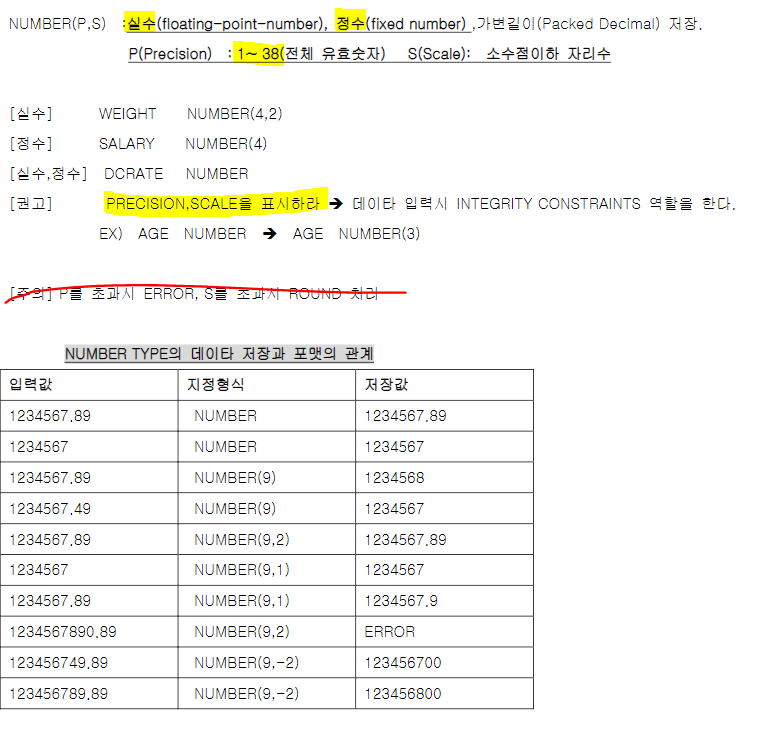 NUMBER(P,S) :실수(floating-point-number), 정수(fixed number) ,가변길이(Packed Decimal) 저장.
P(Precision) : 1~ 38(전체 유효숫자) S(Scale): 소수점이하 자리수
[실수] WEIGHT NUMBER(4,2)
[정수] SALARY NUMBER(4)
[실수,정수] DCRATE NUMBER
[권고] PRECISION,SCALE을 표시하라 ➔ 데이타 입력시 INTEGRITY CONSTRAINTS 역할을 한다.
EX) AGE NUMBER ➔ AGE NUMBER(3)
[주의] P를 초과시 ERROR, S를 초과시 ROUND 처리
NUMBER TYPE의 데이타 저장과 포맷의 관계
입력값 지정형식 저장값
1234567.89 NUMBER 1234567.89
1234567 NUMBER 1234567
1234567.89 NUMBER(9) 1234568
1234567.49 NUMBER(9) 1234567
1234567.89 NUMBER(9,2) 1234567.89
1234567 NUMBER(9,1) 1234567
1234567.89 NUMBER(9,1) 1234567.9
1234567890.89 NUMBER(9,2) ERROR
123456749.89 NUMBER(9,-2) 123456700
123456789.89 NUMBER(9,-2) 123456800